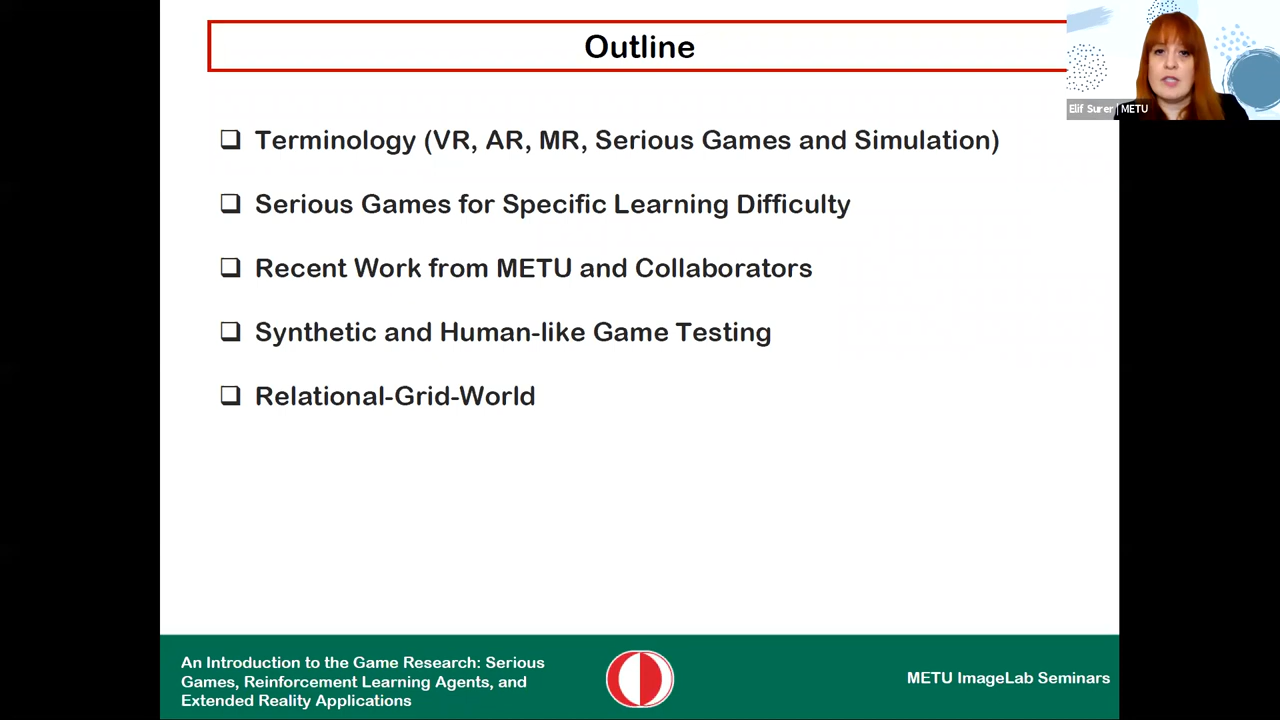 Outline
Elif Surer | METU
Terminology (VR, AR, MR, Serious Games and Simulation)
Serious Games for Specific Learning Difficulty
Recent Work from METU and Collaborators
Synthetic and Human-like Game Testing
Relational-Grid-World
An Introduction to the Game Research: Serious
Games, Reinforcement Learning Agents, and
Extended Reality Applications
METU ImageLab Seminars